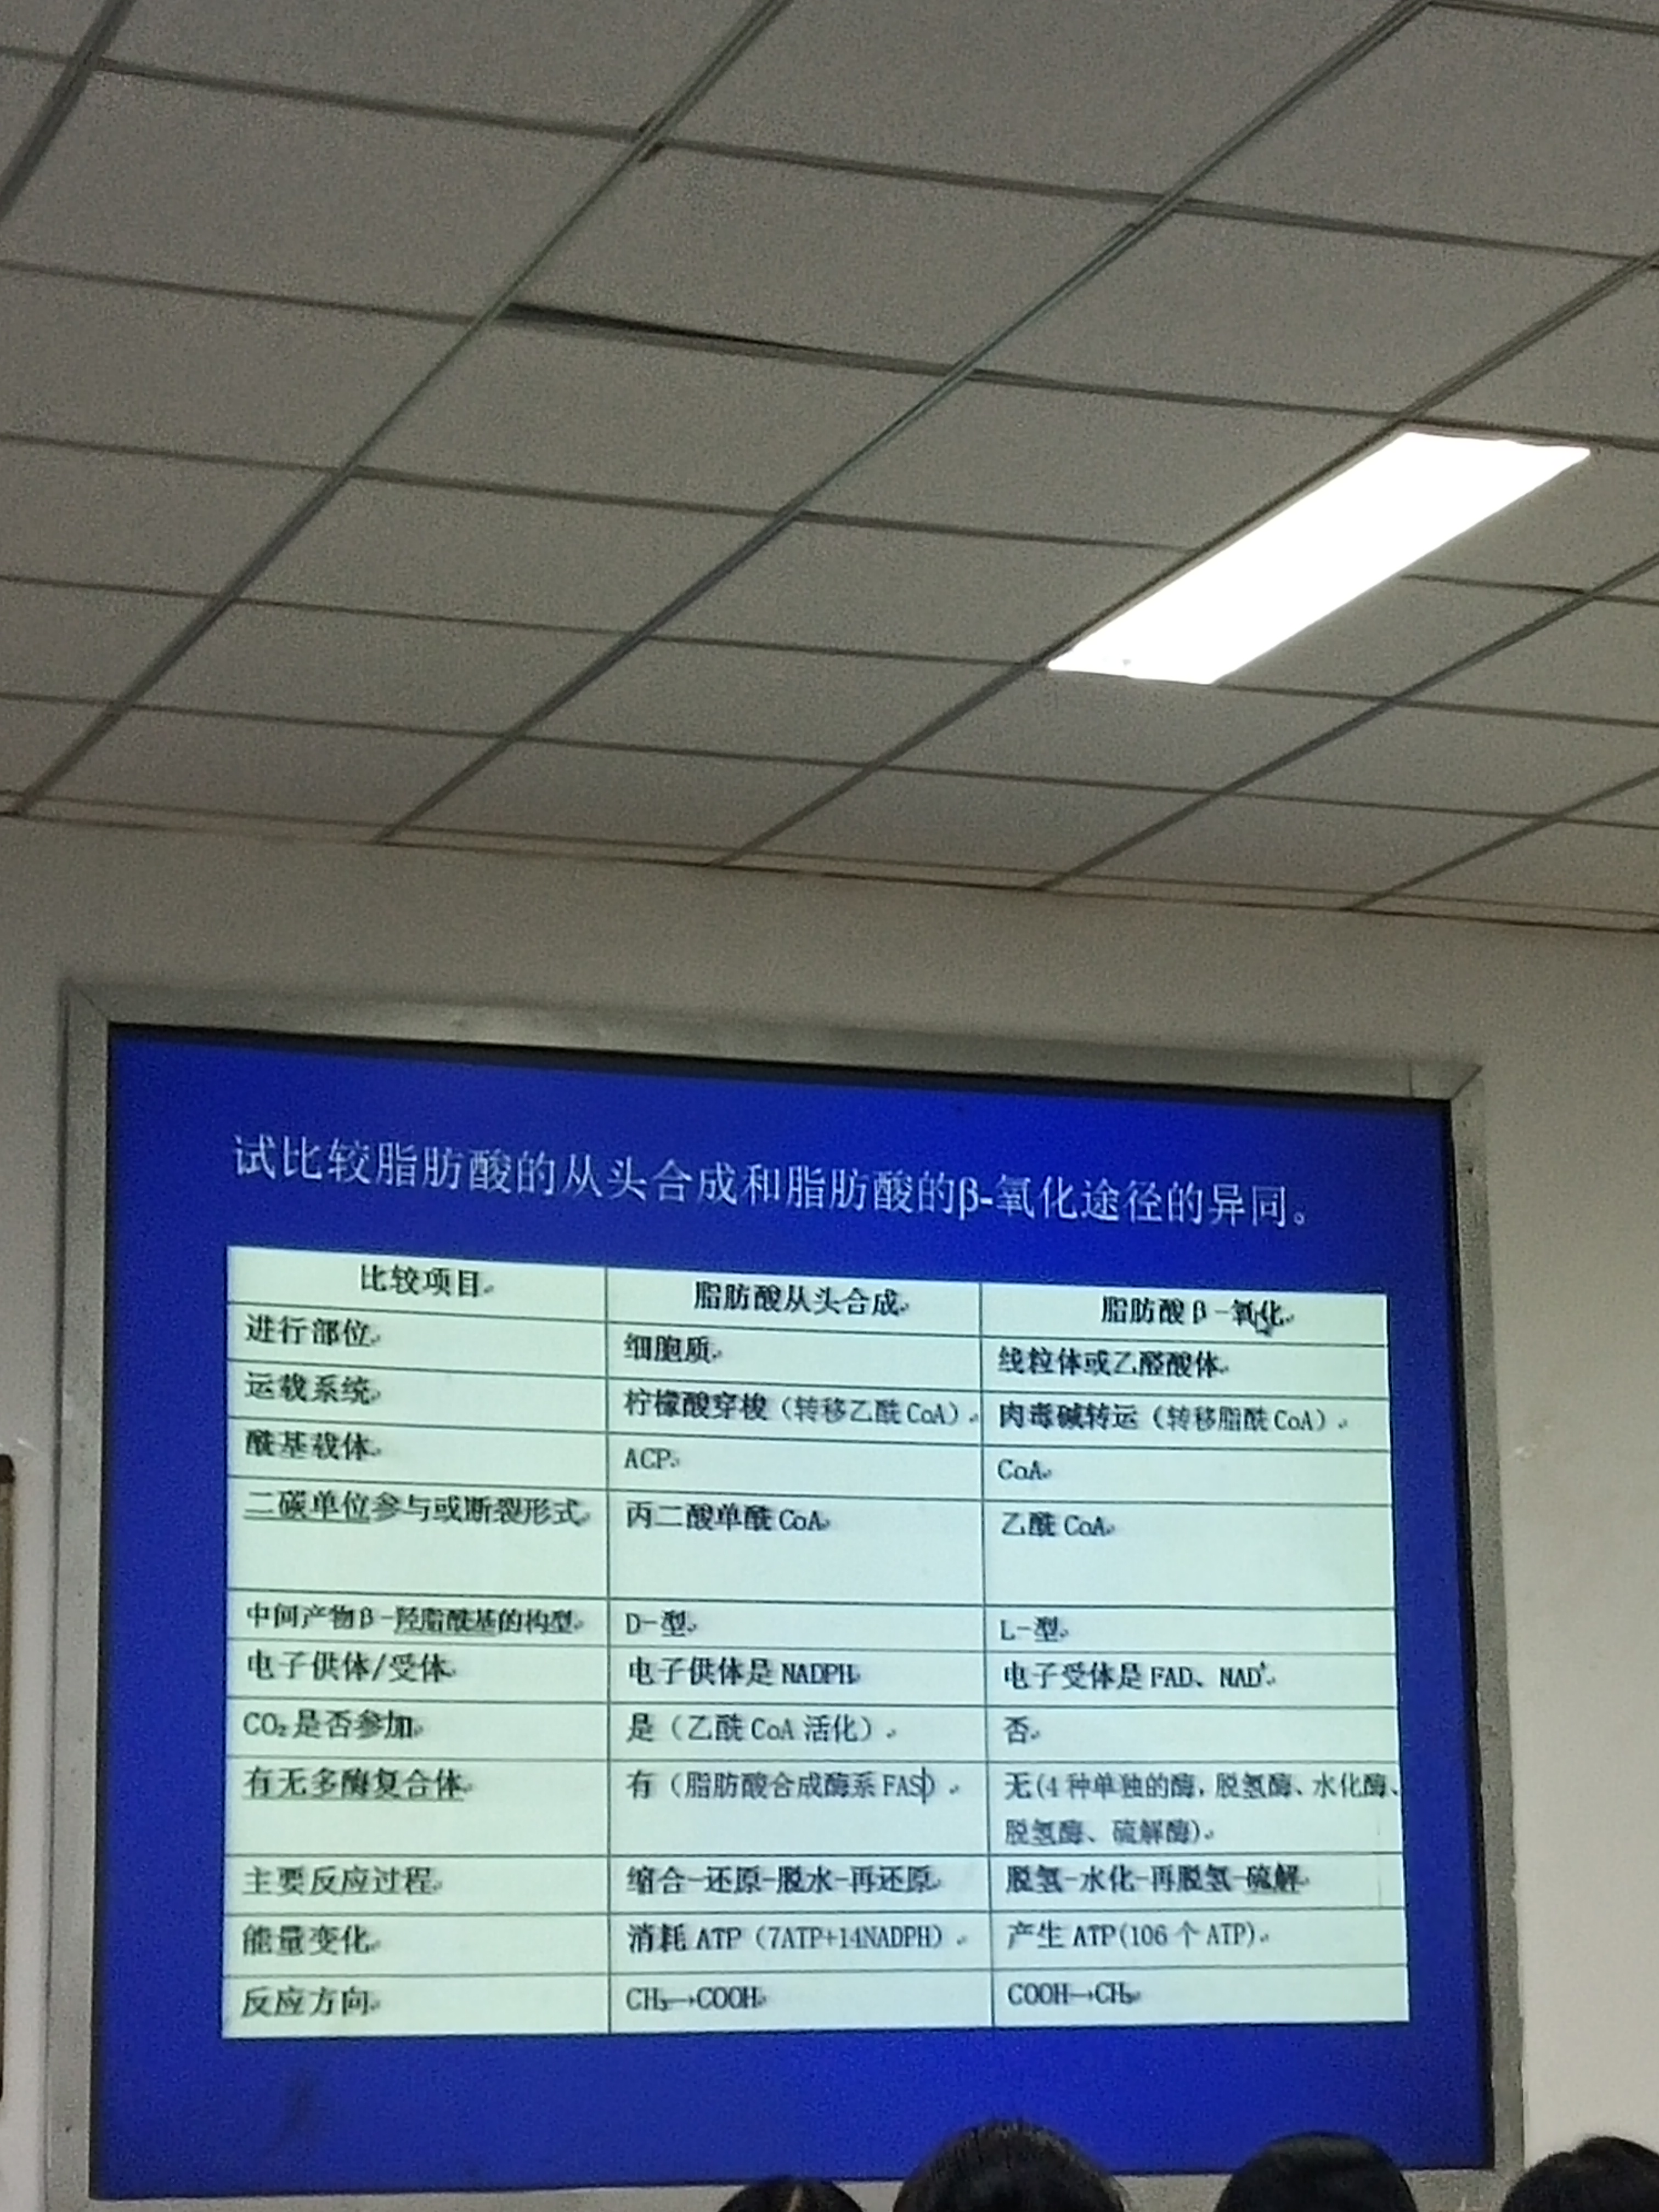 试比较脂肪酸的从头合成和脂肪酸的β-氧化途径的异同。
比较项目 脂肪酸从头合成 脂肪酸β-氧化
进行部位 细胞质 线粒体或乙醛酸体
运载系统 柠檬酸穿梭（转移乙酰CoA） 肉毒碱转运（转移脂酰CoA）
酰基载体 ACP CoA
二碳单位参与或断裂形式 丙二酸单酰CoA 乙酰CoA
中间产物β-羟脂酰基的构型 D-型 L-型
电子供体/受体 电子供体是NADPH 电子受体是FAD、NAD⁺
CO₂是否参加 是（乙酰CoA活化） 否
有无多酶复合体 有（脂肪酸合成酶系FAS） 无(4种单独的酶，脱氢酶、水化酶、
脱氢酶、硫解酶)
主要反应过程 缩合-还原-脱水-再还原 脱氢-水化-再脱氢-硫解
能量变化 消耗ATP（7ATP+14NADPH） 产生ATP(106个ATP)
反应方向 CH₃→COOH COOH→CH₃